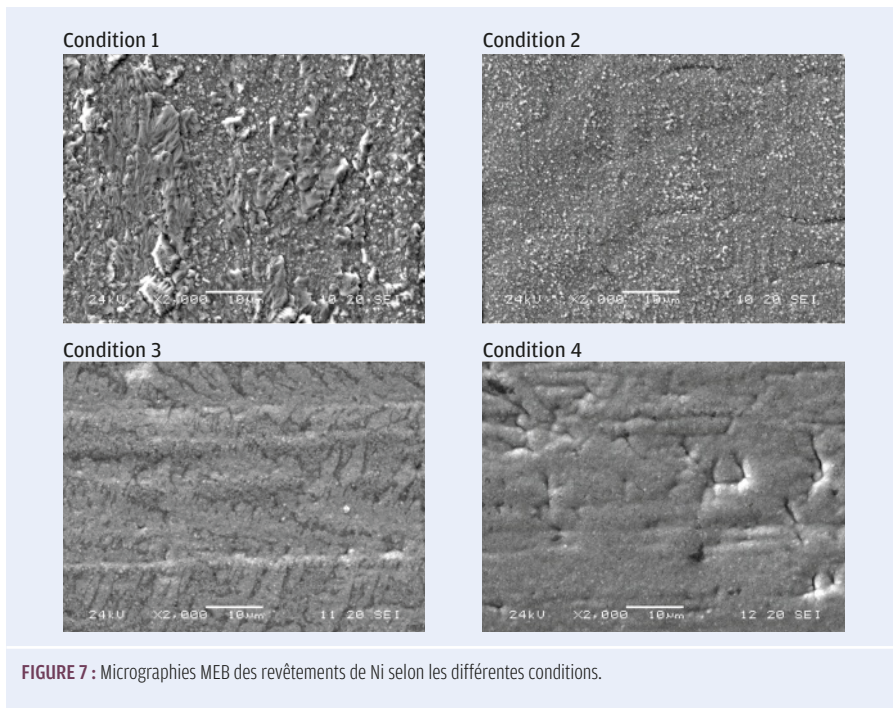 Condition 1
Condition 2
24kU X2,000 10µm 10 20 SEI
24kU X2,000 10µm 10 20 SEI
Condition 3
Condition 4
24kU X2,000 10µm 11 20 SEI
24kU X2,000 10µm 12 20 SEI
FIGURE 7 : Micrographies MEB des revêtements de Ni selon les différentes conditions.